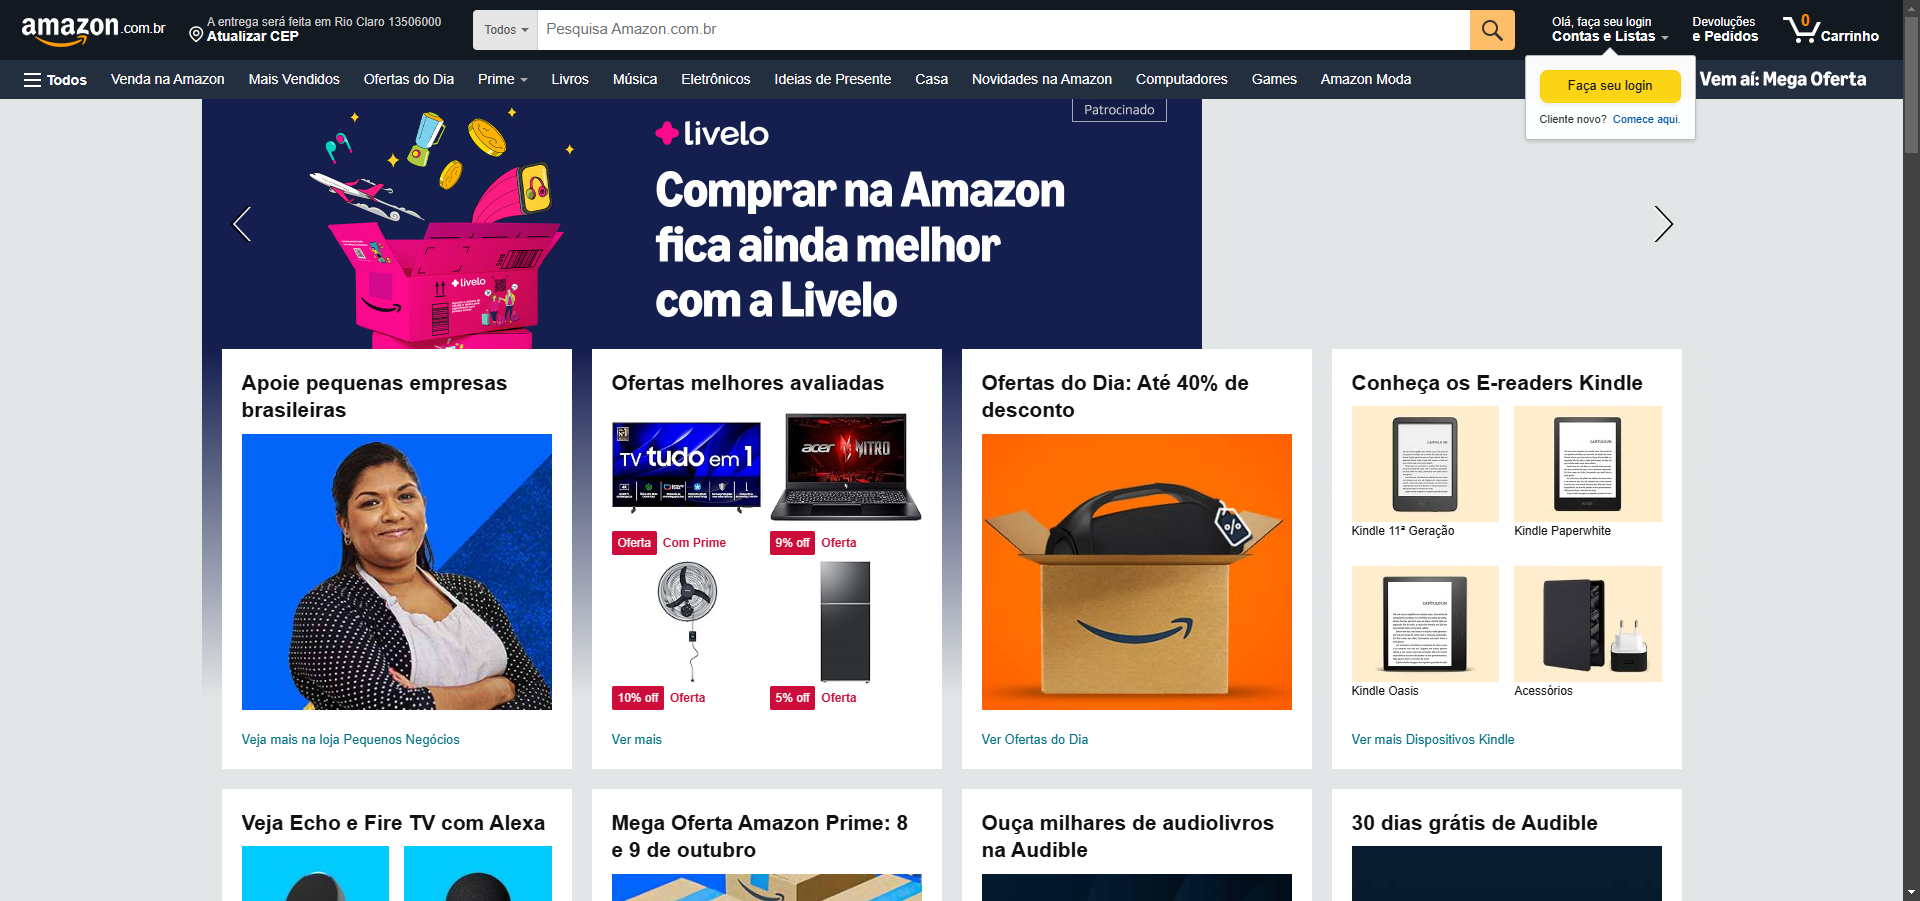 amazon.com.br
A entrega será feita em Rio Claro 13506000
Atualizar CEP
Todos
Pesquisa Amazon.com.br
Olá, faça seu login
Contas e Listas
Devoluções
e Pedidos
0
Carrinho
Todos
Venda na Amazon
Mais Vendidos
Ofertas do Dia
Prime
Livros
Música
Eletrônicos
Ideias de Presente
Casa
Novidades na Amazon
Computadores
Games
Amazon Moda
Vem aí: Mega Oferta
Faça seu login
Cliente novo? Comece aqui.
Patrocinado
livelo
Comprar na Amazon
fica ainda melhor
com a Livelo
livelo
Apoie pequenas empresas
brasileiras
Veja mais na loja Pequenos Negócios
Ofertas melhores avaliadas
TV tudo em 1
acer NITRO
Oferta Com Prime
9% off Oferta
10% off Oferta
5% off Oferta
Ver mais
Ofertas do Dia: Até 40% de
desconto
%
Ver Ofertas do Dia
Conheça os E-readers Kindle
Kindle 11ª Geração
Kindle Paperwhite
Kindle Oasis
Acessórios
Ver mais Dispositivos Kindle
Veja Echo e Fire TV com Alexa
Mega Oferta Amazon Prime: 8
e 9 de outubro
Ouça milhares de audiolivros
na Audible
30 dias grátis de Audible